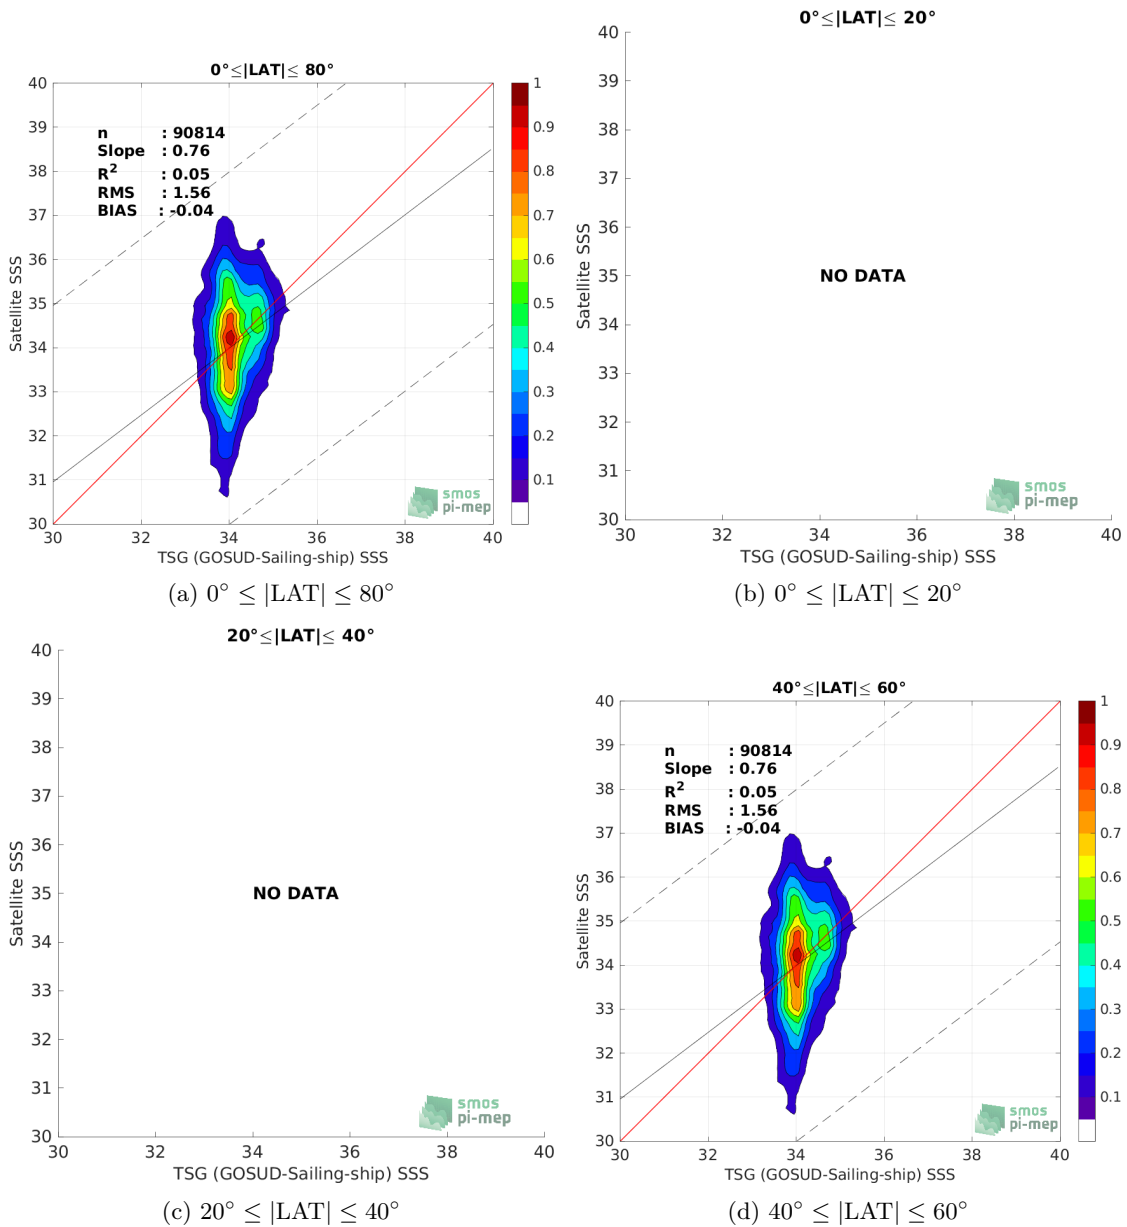 0°≤|LAT|≤ 80°
40
39
38
37
36
35
34
33
32
31
30
Satellite SSS
n : 90814
Slope : 0.76
R² : 0.05
RMS : 1.56
BIAS : -0.04
1
0.9
0.8
0.7
0.6
0.5
0.4
0.3
0.2
0.1
smos
pi-mep
30 32 34 36 38 40
TSG (GOSUD-Sailing-ship) SSS
(a) 0° ≤ |LAT| ≤ 80°
0°≤|LAT|≤ 20°
40
39
38
37
36
35
34
33
32
31
30
Satellite SSS
NO DATA
smos
pi-mep
30 32 34 36 38 40
TSG (GOSUD-Sailing-ship) SSS
(b) 0° ≤ |LAT| ≤ 20°
20°≤|LAT|≤ 40°
40
39
38
37
36
35
34
33
32
31
30
Satellite SSS
NO DATA
smos
pi-mep
30 32 34 36 38 40
TSG (GOSUD-Sailing-ship) SSS
(c) 20° ≤ |LAT| ≤ 40°
40°≤|LAT|≤ 60°
40
39
38
37
36
35
34
33
32
31
30
Satellite SSS
n : 90814
Slope : 0.76
R² : 0.05
RMS : 1.56
BIAS : -0.04
1
0.9
0.8
0.7
0.6
0.5
0.4
0.3
0.2
0.1
smos
pi-mep
30 32 34 36 38 40
TSG (GOSUD-Sailing-ship) SSS
(d) 40° ≤ |LAT| ≤ 60°